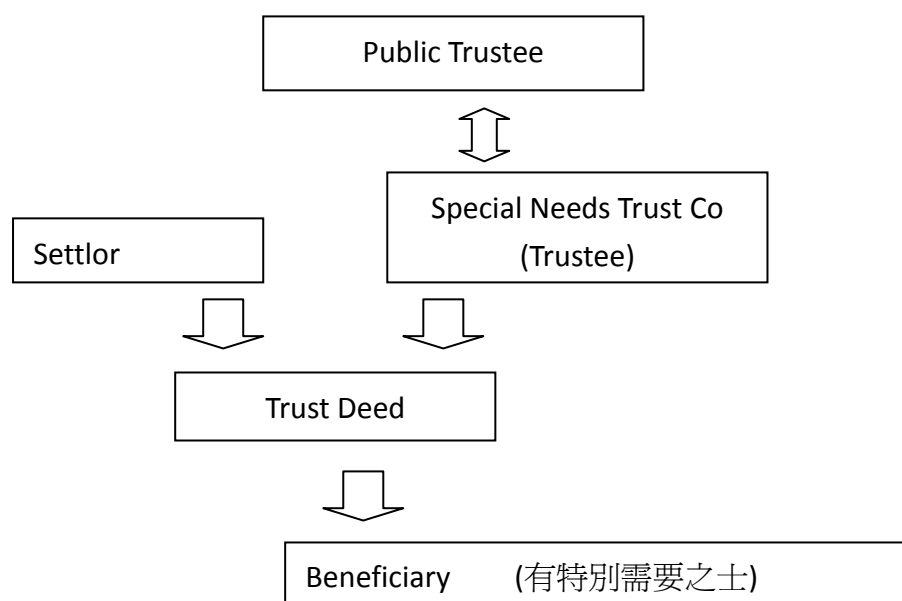 Public Trustee
Special Needs Trust Co
(Trustee)
Settlor
Trust Deed
Beneficiary (有特別需要之士)